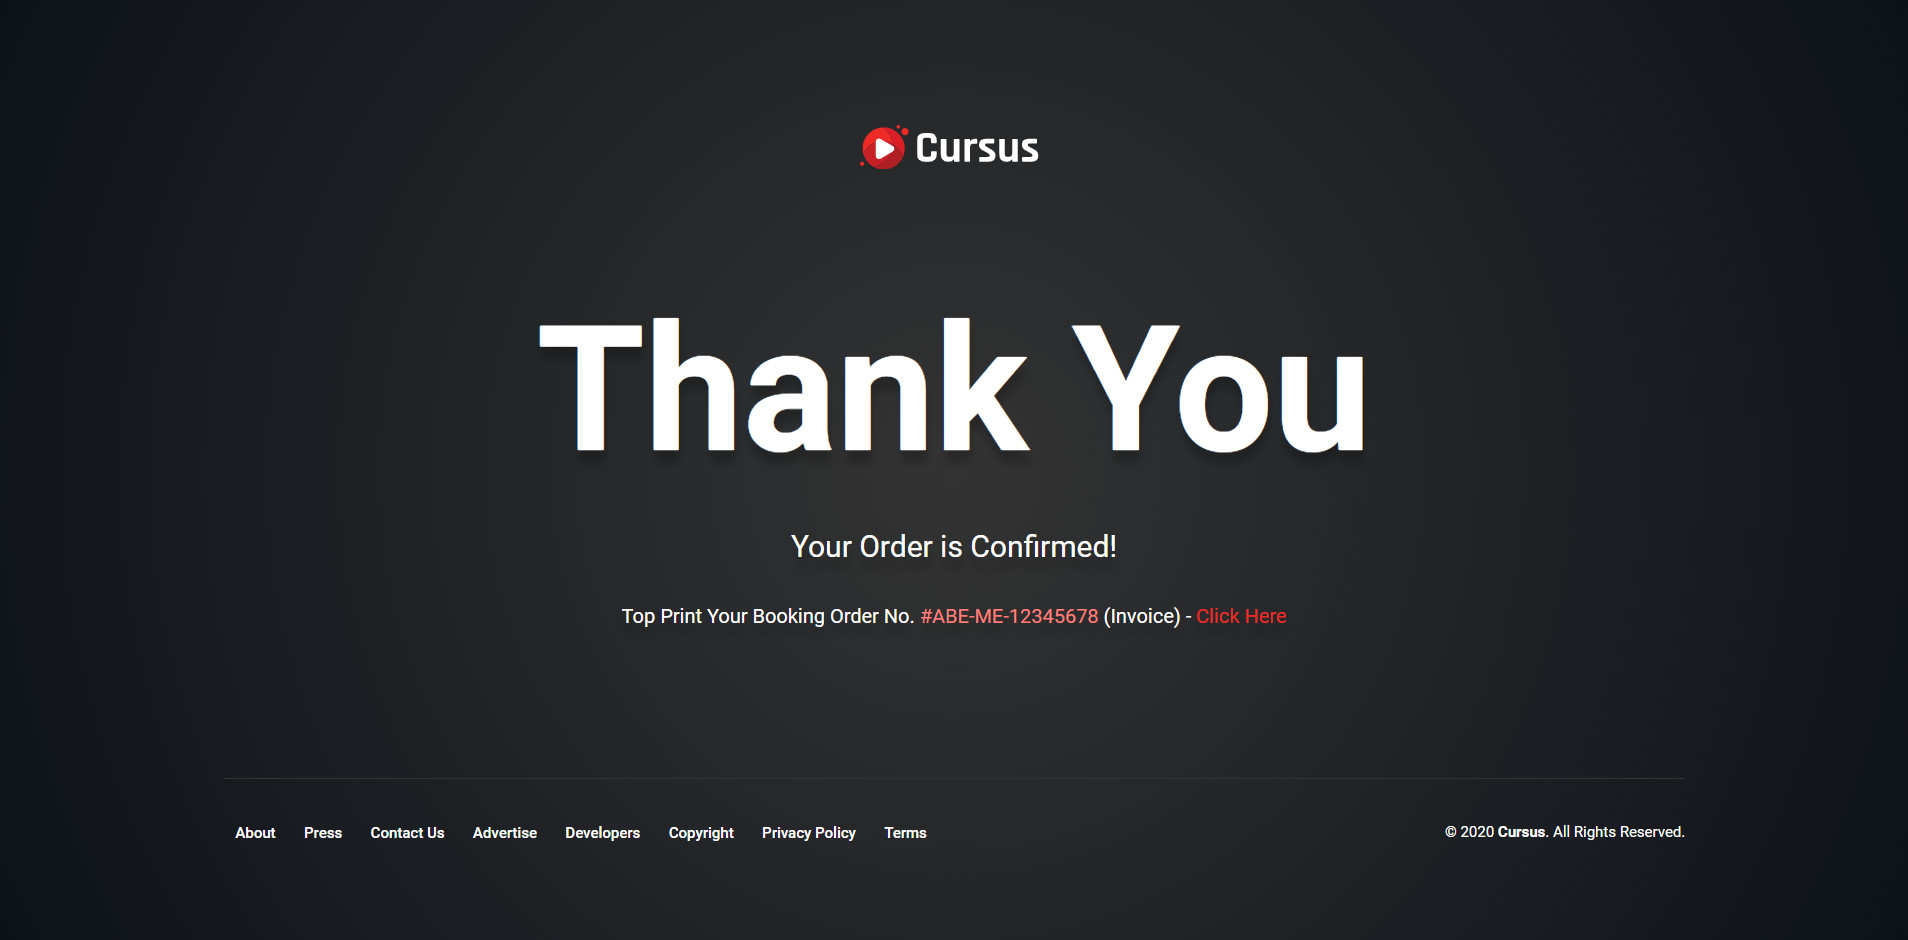 Cursus
Thank You
Your Order is Confirmed!
Top Print Your Booking Order No. #ABE-ME-12345678 (Invoice) - Click Here
About Press Contact Us Advertise Developers Copyright Privacy Policy Terms
© 2020 Cursus. All Rights Reserved.